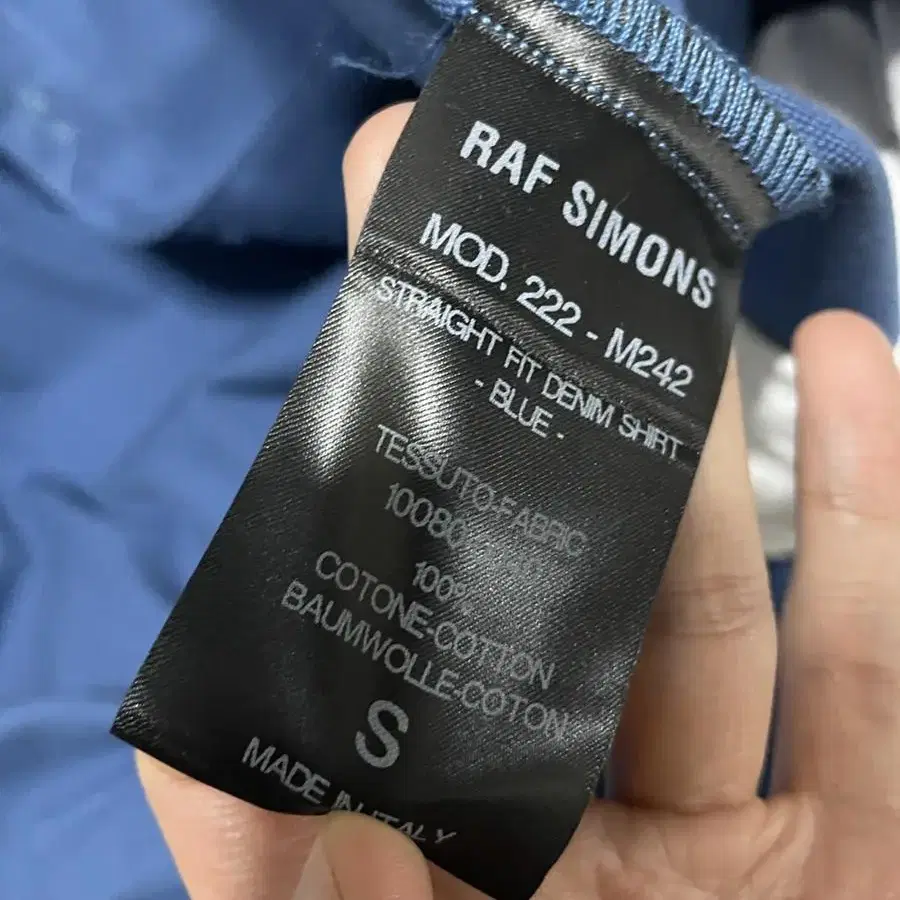 RAF SIMONS
MOD. 222 - M242
STRAIGHT FIT DENIM SHIRT
- BLUE -
TESSUTO-FABRIC
10080
100%
COTONE-COTTON
BAUMWOLLE-COTON
S
MADE IN ITALY